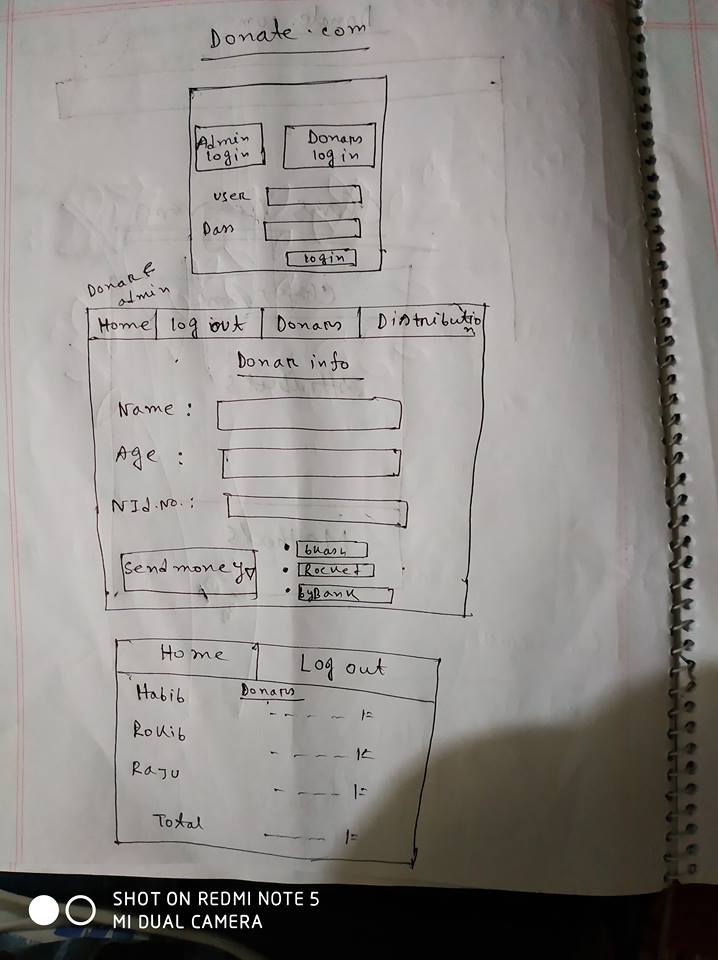 Donate.com
Admin login
Donars log in
user
Pass
login
Donar & admin
Home log out Donars Distribution
Donar info
Name :
Age :
NId.No. :
Send money
• bkash
• Rocket
• byBank
Home Log out
Donars
Habib - - - - - /=
Rokib - - - - /=
Raju - - - - /=
Total - - - - /=
SHOT ON REDMI NOTE 5
MI DUAL CAMERA